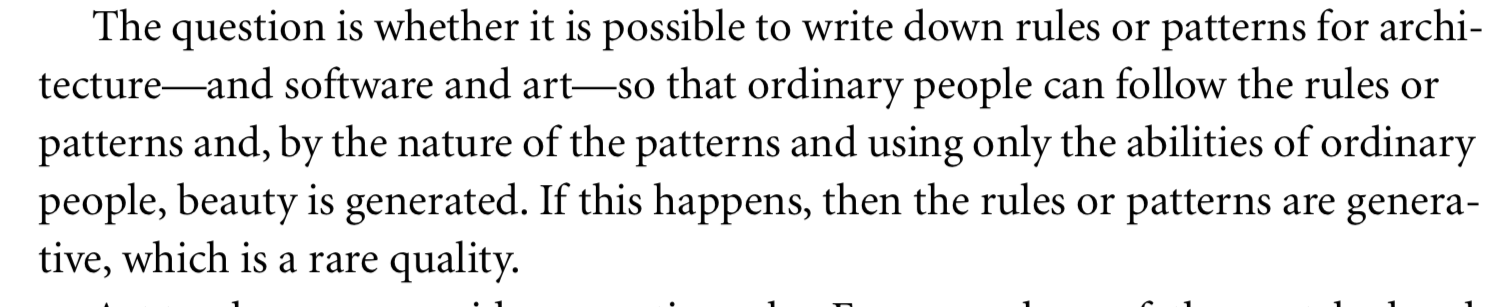 The question is whether it is possible to write down rules or patterns for archi-
tecture—and software and art—so that ordinary people can follow the rules or
patterns and, by the nature of the patterns and using only the abilities of ordinary
people, beauty is generated. If this happens, then the rules or patterns are genera-
tive, which is a rare quality.